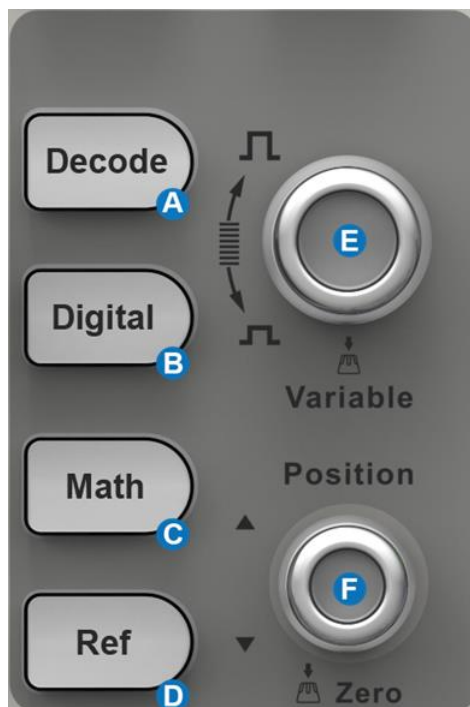 Decode
A
E
Digital
B
Variable
Math
C
Position
Ref
D
F
Zero